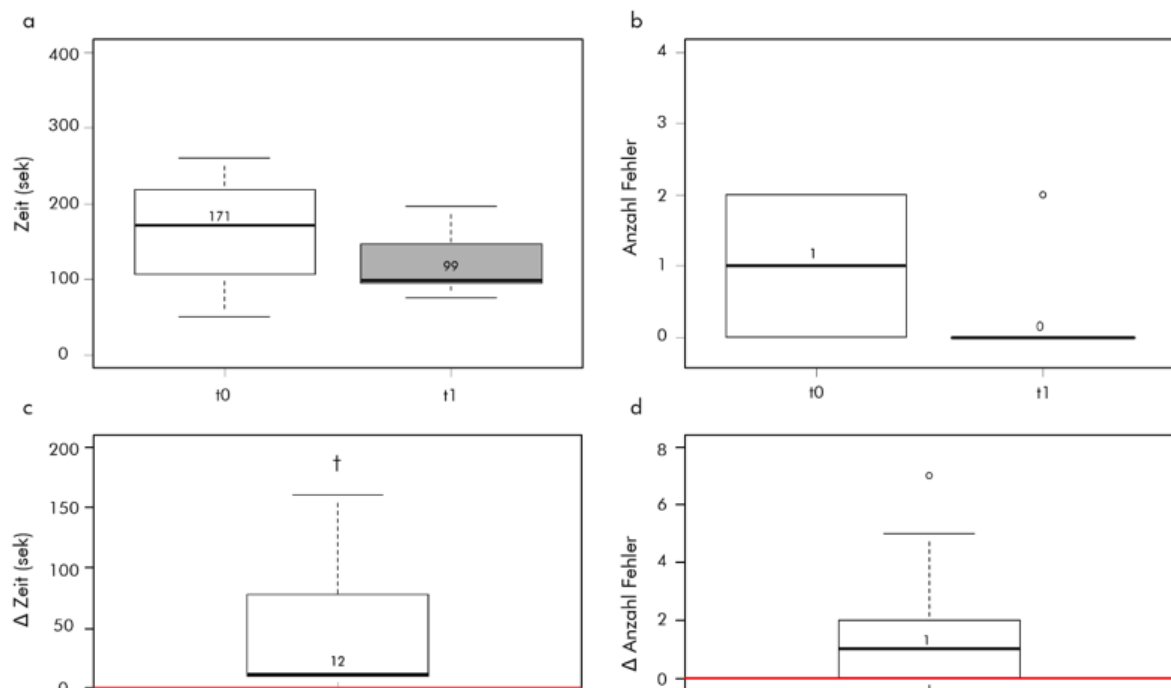 a
Zeit (sek)
400
300
200
100
0
171
99
t0
t1
b
Anzahl Fehler
4
3
2
1
0
1
0
t0
t1
c
Δ Zeit (sek)
200
150
100
50
0
†
12
d
Δ Anzahl Fehler
8
6
4
2
0
1